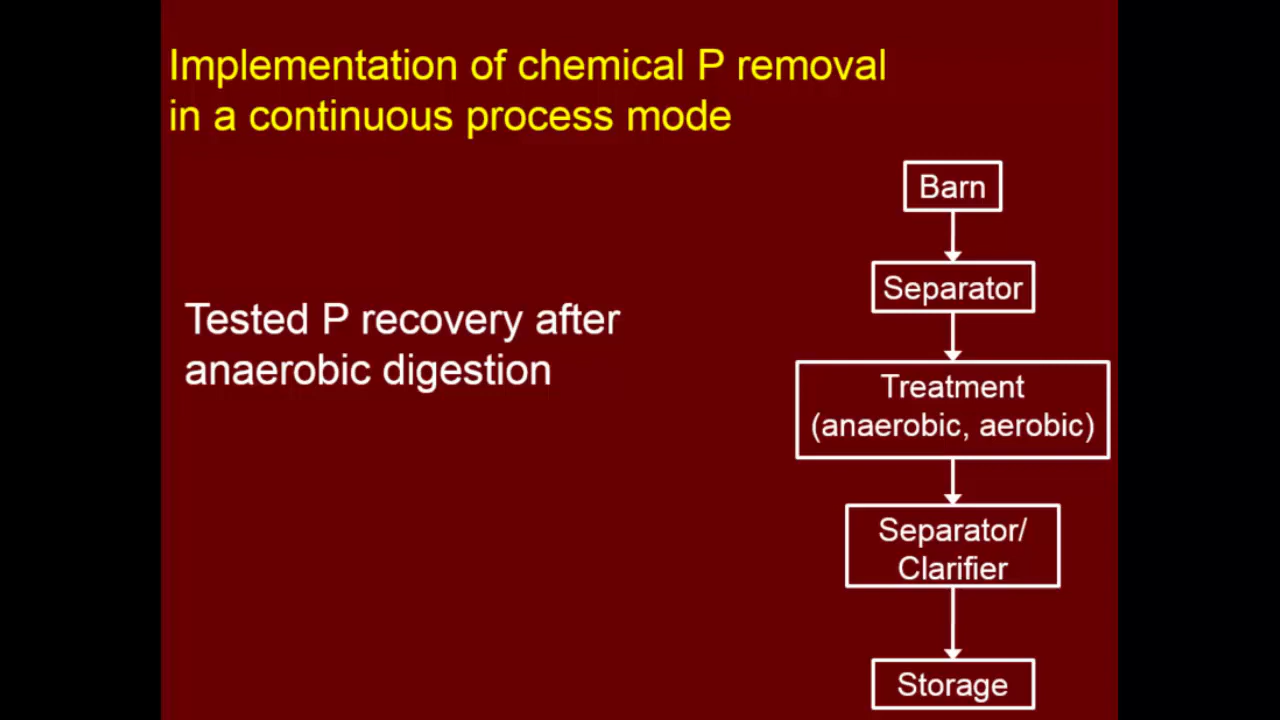 Implementation of chemical P removal
in a continuous process mode
Barn
Separator
Tested P recovery after
anaerobic digestion
Treatment
(anaerobic, aerobic)
Separator/
Clarifier
Storage